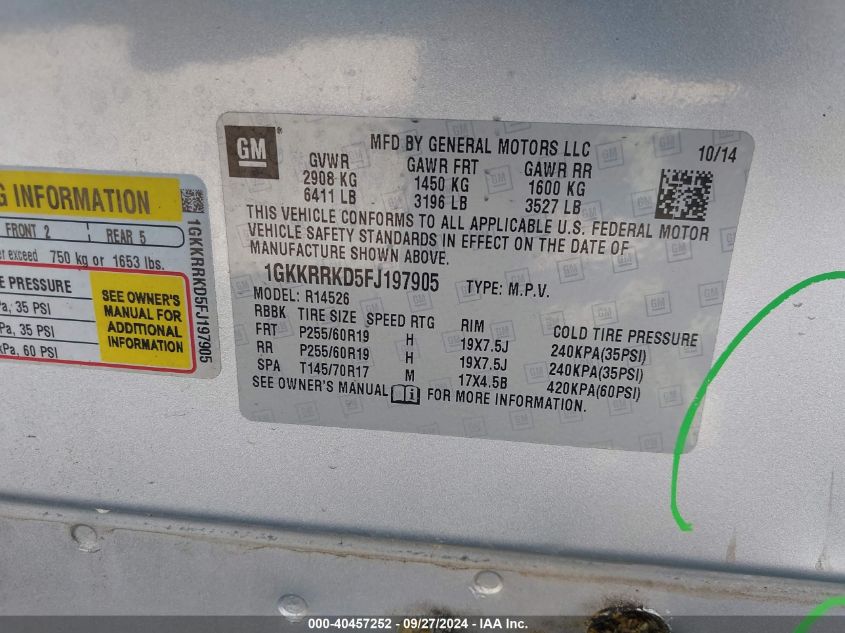 GM
MFD BY GENERAL MOTORS LLC
10/14
GVWR GAWR FRT GAWR RR
2908 KG 1450 KG 1600 KG
6411 LB 3196 LB 3527 LB
THIS VEHICLE CONFORMS TO ALL APPLICABLE U.S. FEDERAL MOTOR
VEHICLE SAFETY STANDARDS IN EFFECT ON THE DATE OF
MANUFACTURE SHOWN ABOVE.
1GKKRRKD5FJ197905 TYPE: M.P.V.
MODEL: R14526
RBBK TIRE SIZE SPEED RTG RIM COLD TIRE PRESSURE
FRT P255/60R19 H 19X7.5J 240KPA(35PSI)
RR P255/60R19 H 19X7.5J 240KPA(35PSI)
SPA T145/70R17 M 17X4.5B 420KPA(60PSI)
SEE OWNER'S MANUAL FOR MORE INFORMATION.
G INFORMATION
FRONT 2 REAR 5
er exceed 750 kg or 1653 lbs.
E PRESSURE
Pa, 35 PSI
Pa, 35 PSI
kPa, 60 PSI
SEE OWNER'S
MANUAL FOR
ADDITIONAL
INFORMATION
1GKKRRKD5FJ197905
000-40457252 - 09/27/2024 - IAA, Inc.